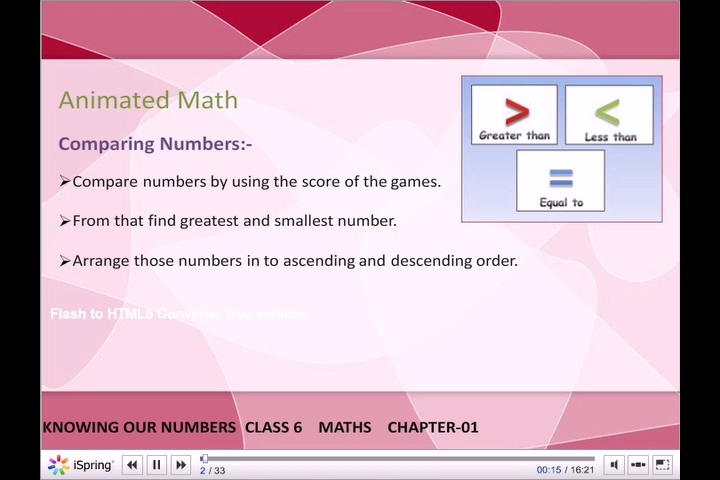 Animated Math
Comparing Numbers:-
>
Greater than
<
Less than
=
Equal to
➢Compare numbers by using the score of the games.
➢From that find greatest and smallest number.
➢Arrange those numbers in to ascending and descending order.
Flash to HTML5 Converter free version
KNOWING OUR NUMBERS CLASS 6 MATHS CHAPTER-01
iSpring
2 / 33
00:15 / 16:21